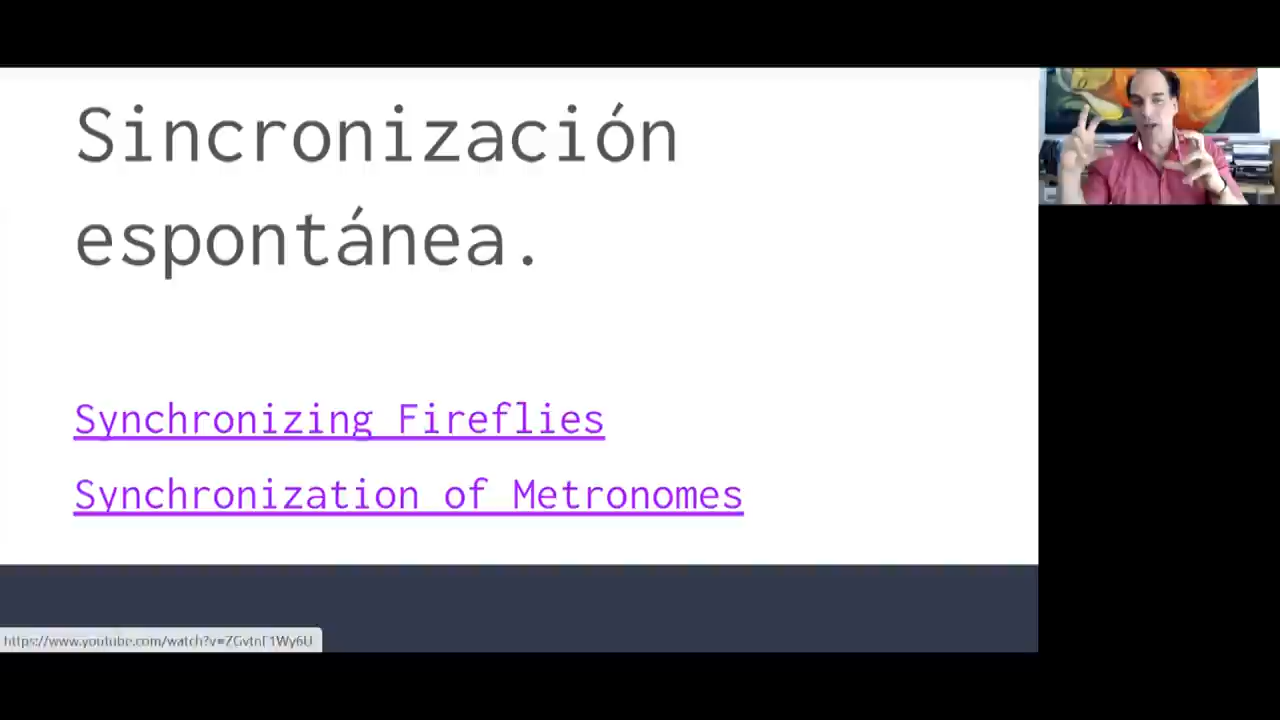 Sincronización
espontánea.
Synchronizing Fireflies
Synchronization of Metronomes